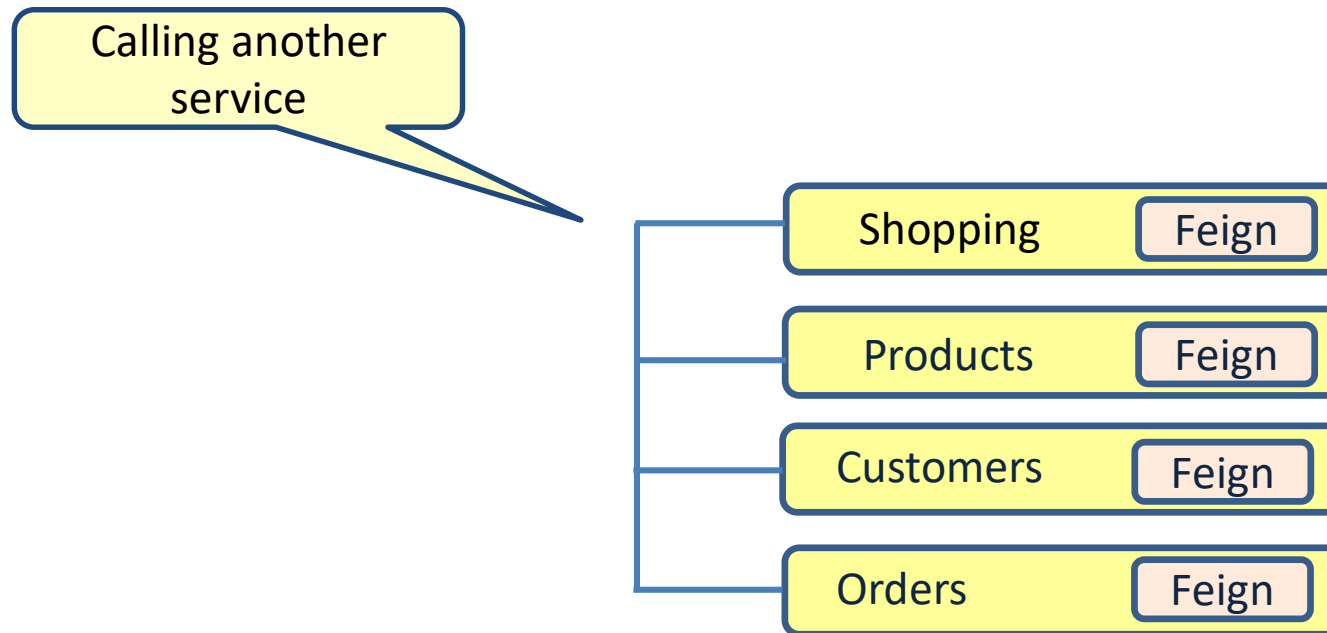 Calling another
service
Shopping Feign
Products Feign
Customers Feign
Orders Feign